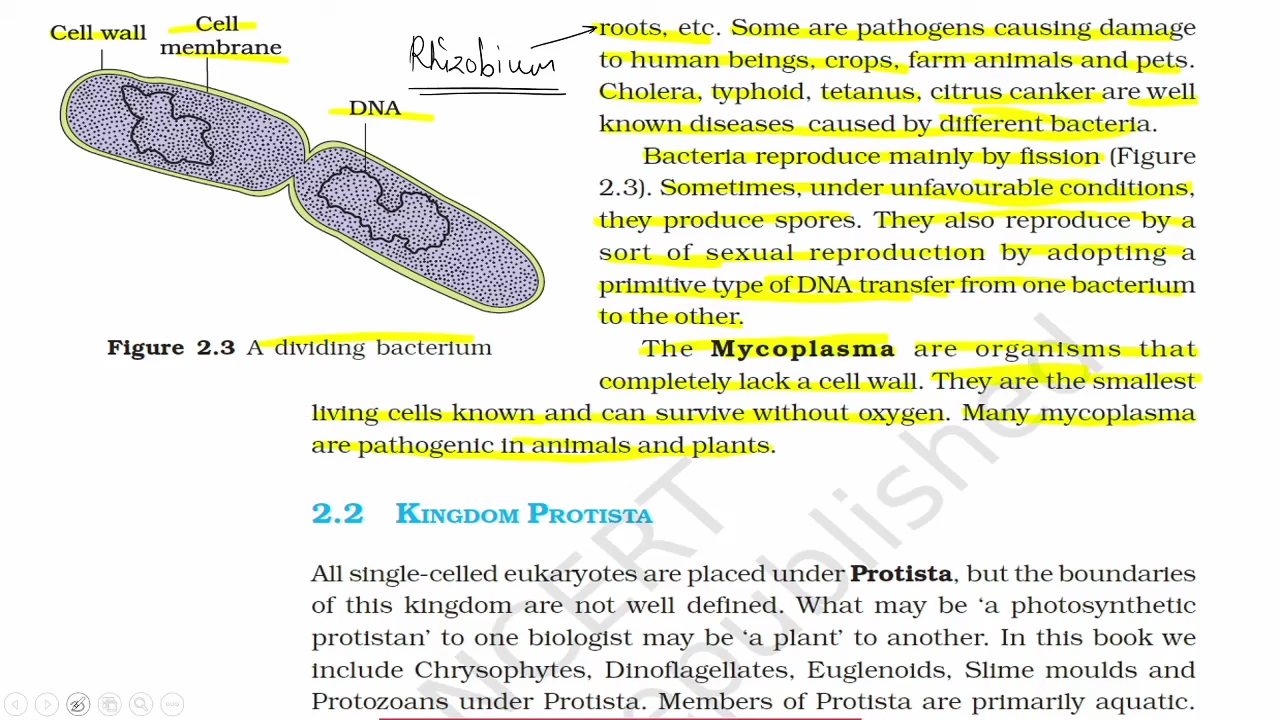 Cell wall
Cell
membrane
DNA
Figure 2.3 A dividing bacterium
Rhizobium
roots, etc. Some are pathogens causing damage
to human beings, crops, farm animals and pets.
Cholera, typhoid, tetanus, citrus canker are well
known diseases caused by different bacteria.
Bacteria reproduce mainly by fission (Figure
2.3). Sometimes, under unfavourable conditions,
they produce spores. They also reproduce by a
sort of sexual reproduction by adopting a
primitive type of DNA transfer from one bacterium
to the other.
The Mycoplasma are organisms that
completely lack a cell wall. They are the smallest
living cells known and can survive without oxygen. Many mycoplasma
are pathogenic in animals and plants.
2.2 KINGDOM PROTISTA
All single-celled eukaryotes are placed under Protista, but the boundaries
of this kingdom are not well defined. What may be ‘a photosynthetic
protistan’ to one biologist may be ‘a plant’ to another. In this book we
include Chrysophytes, Dinoflagellates, Euglenoids, Slime moulds and
Protozoans under Protista. Members of Protista are primarily aquatic.
NCERT
republished